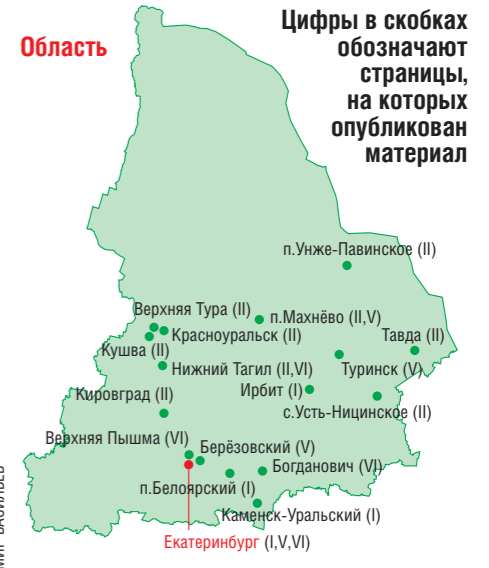 Область
Цифры в скобках
обозначают
страницы,
на которых
опубликован
материал
п.Унже-Павинское (II)
Верхняя Тура (II)
п.Махнёво (II,V)
Красноуральск (II)
Тавда (II)
Кушва (II)
Нижний Тагил (II,VI)
Туринск (V)
Кировград (II)
Ирбит (I)
с.Усть-Ницинское (II)
Верхняя Пышма (VI)
Берёзовский (V)
Богданович (VI)
п.Белоярский (I)
Каменск-Уральский (I)
Екатеринбург (I,V,VI)